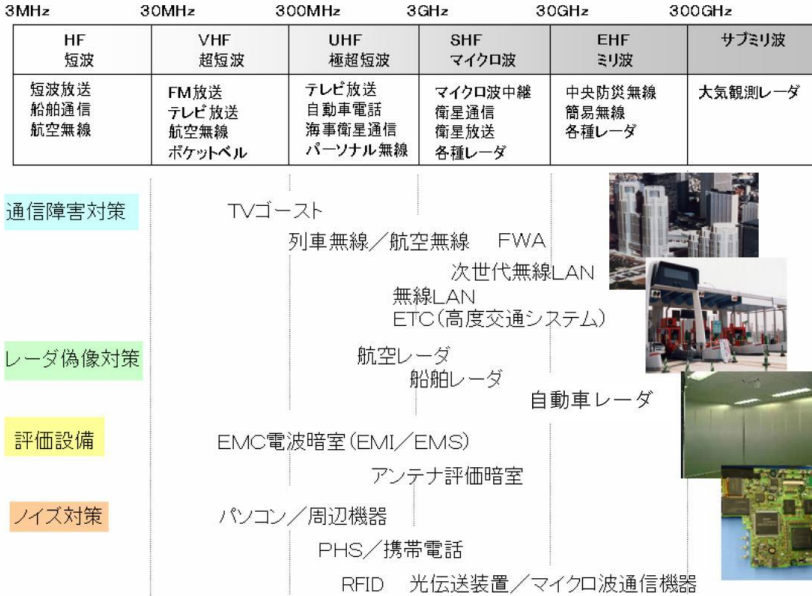 3MHz 30MHz 300MHz 3GHz 30GHz 300GHz
HF VHF UHF SHF EHF サブミリ波
短波 超短波 極超短波 マイクロ波 ミリ波
短波放送 FM放送 テレビ放送 マイクロ波中継 中央防災無線 大気観測レーダ
船舶通信 テレビ放送 自動車電話 衛星通信 簡易無線
航空無線 航空無線 海事衛星通信 衛星放送 各種レーダ
ポケットベル パーソナル無線 各種レーダ
通信障害対策 TVゴースト
列車無線/航空無線 FWA
次世代無線LAN
無線LAN
ETC(高度交通システム)
レーダ偽像対策 航空レーダ
船舶レーダ
自動車レーダ
評価設備 EMC電波暗室(EMI/EMS)
アンテナ評価暗室
ノイズ対策 パソコン/周辺機器
PHS/携帯電話
RFID 光伝送装置/マイクロ波通信機器